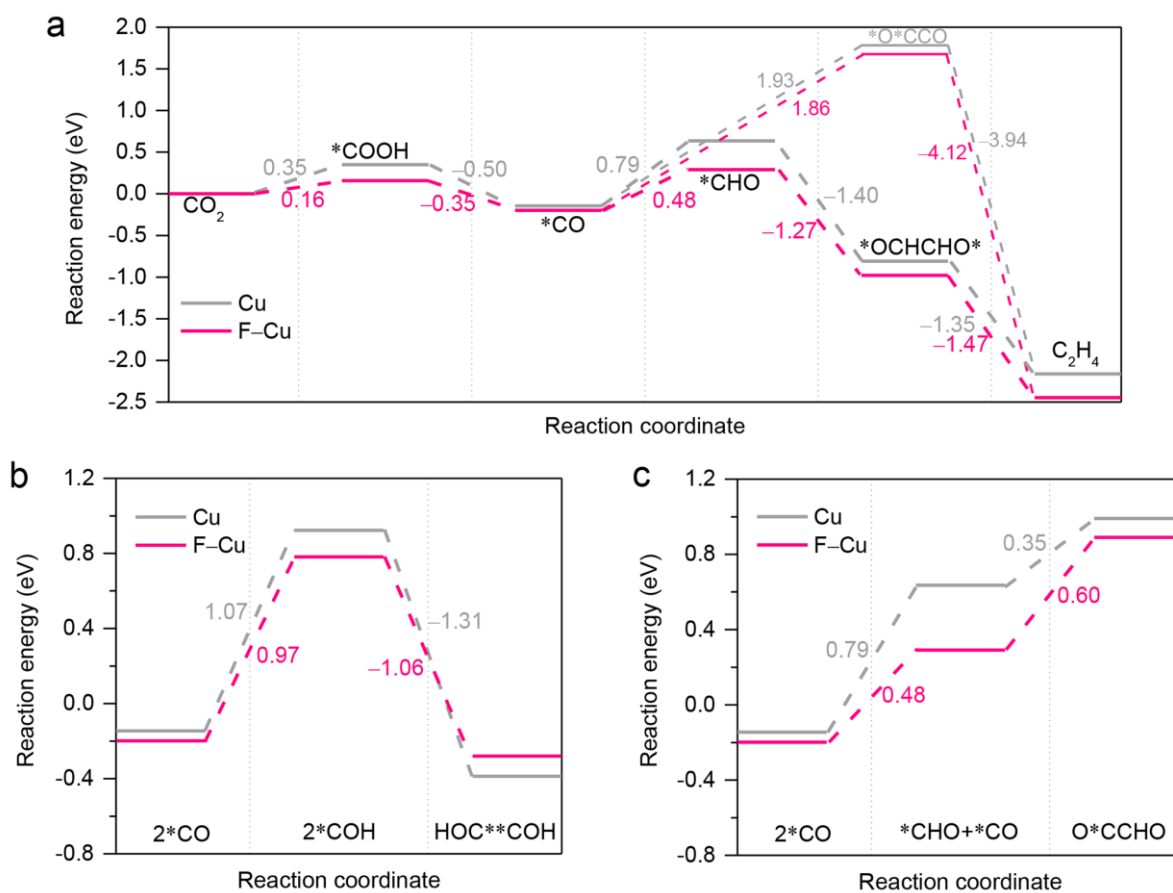 a
2.0
1.5
1.0
0.5
0.0
-0.5
-1.0
-1.5
-2.0
-2.5
Reaction energy (eV)
CO₂
0.35
0.16
*COOH
−0.50
−0.35
*CO
0.79
0.48
*CHO
1.93
1.86
*O*CCO
−1.40
−1.27
*OCHCHO*
−4.12
−3.94
−1.35
−1.47
C₂H₄
Cu
F−Cu
Reaction coordinate
b
1.2
0.8
0.4
0.0
-0.4
-0.8
Reaction energy (eV)
Cu
F−Cu
1.07
0.97
−1.31
−1.06
2*CO
2*COH
HOC**COH
Reaction coordinate
c
1.2
0.8
0.4
0.0
-0.4
-0.8
Reaction energy (eV)
Cu
F−Cu
0.35
0.60
0.79
0.48
2*CO
*CHO+*CO
O*CCHO
Reaction coordinate